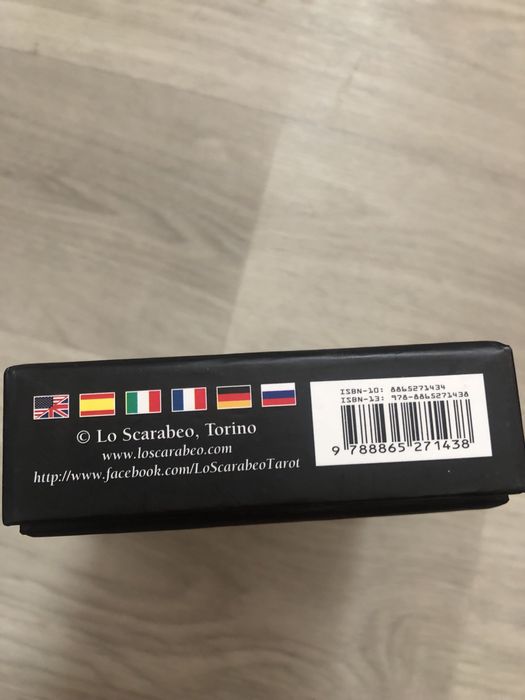 © Lo Scarabeo, Torino
www.loscarabeo.com
http://www.facebook.com/LoScarabeoTarot
ISBN-10: 8865271434
ISBN-13: 978-8865271438
9 788865 271438